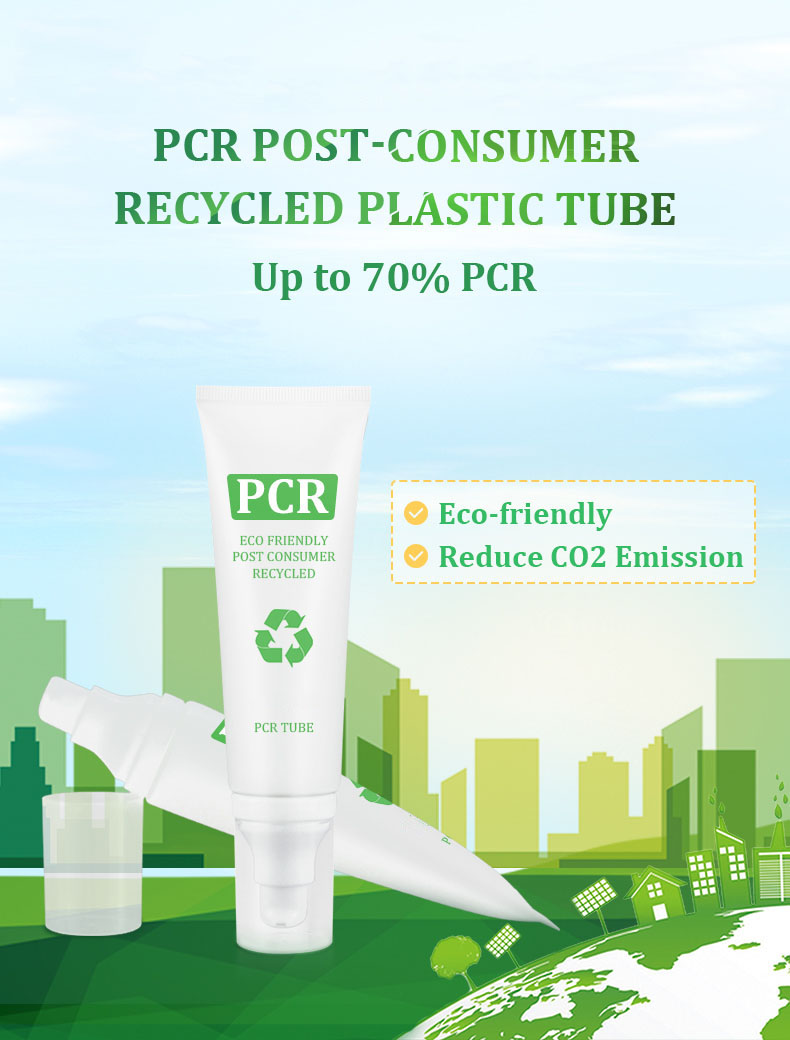 PCR POST-CONSUMER
RECYCLED PLASTIC TUBE
Up to 70% PCR
PCR
ECO FRIENDLY
POST CONSUMER
RECYCLED
PCR TUBE
Eco-friendly
Reduce CO2 Emission